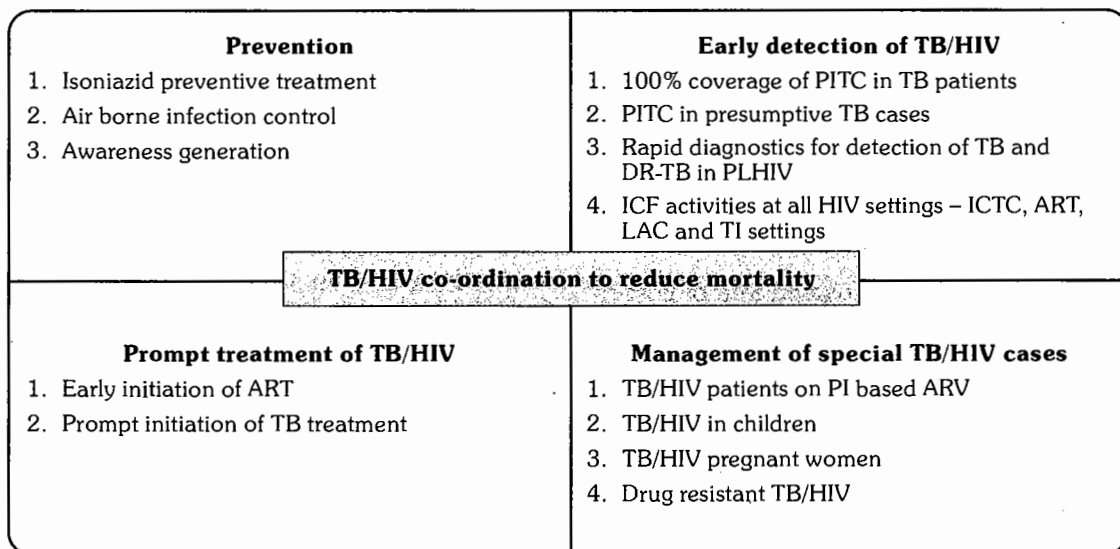 Prevention
1. Isoniazid preventive treatment
2. Air borne infection control
3. Awareness generation
Early detection of TB/HIV
1. 100% coverage of PITC in TB patients
2. PITC in presumptive TB cases
3. Rapid diagnostics for detection of TB and
DR-TB in PLHIV
4. ICF activities at all HIV settings – ICTC, ART,
LAC and TI settings
TB/HIV co-ordination to reduce mortality
Prompt treatment of TB/HIV
1. Early initiation of ART
2. Prompt initiation of TB treatment
Management of special TB/HIV cases
1. TB/HIV patients on PI based ARV
2. TB/HIV in children
3. TB/HIV pregnant women
4. Drug resistant TB/HIV